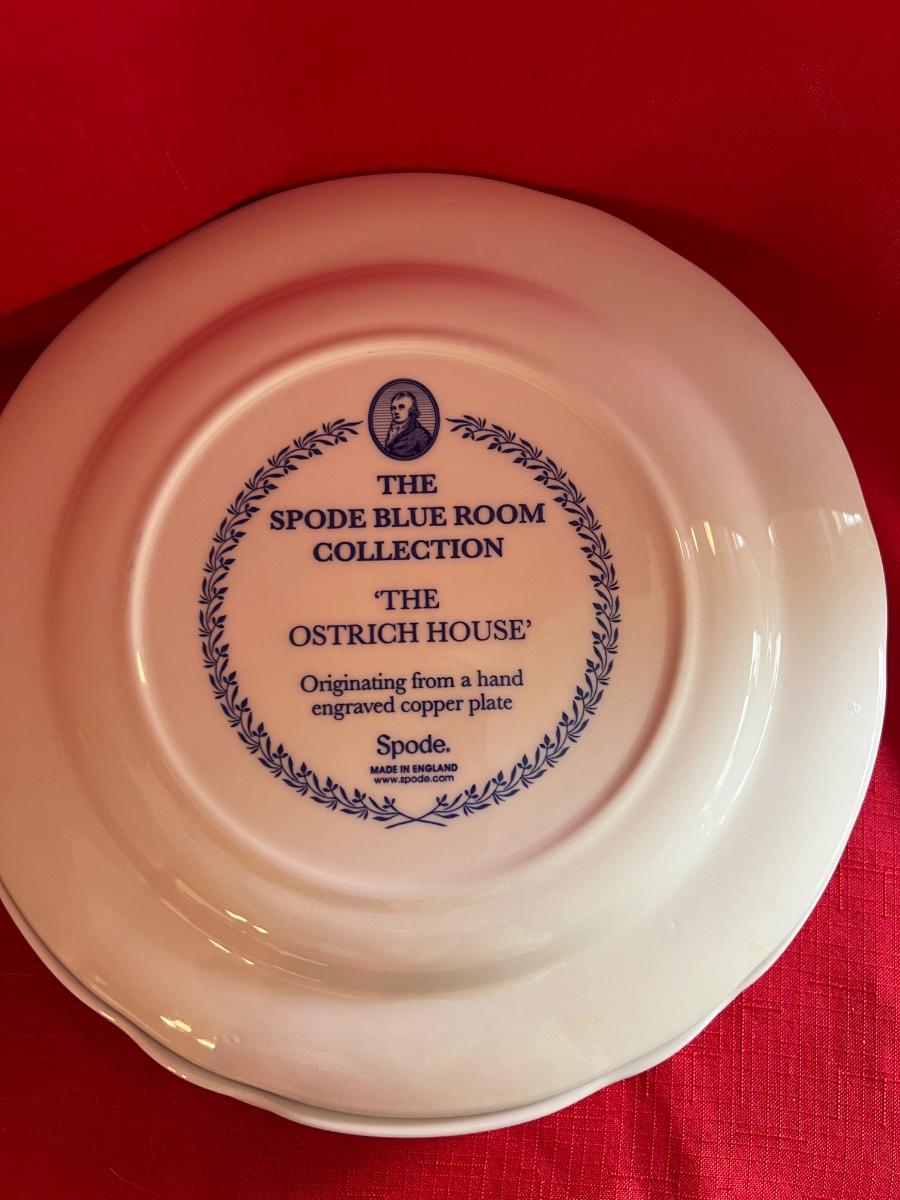 THE
SPODE BLUE ROOM
COLLECTION
‘THE
OSTRICH HOUSE’
Originating from a hand
engraved copper plate
Spode.
MADE IN ENGLAND
www.spode.com